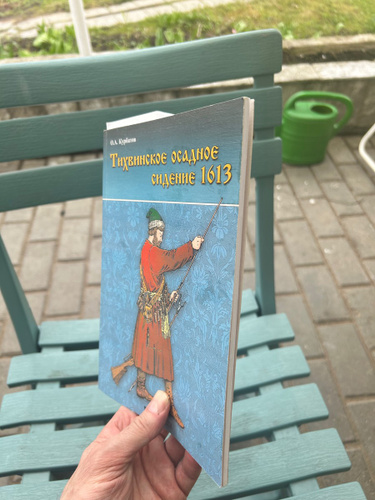 О.А. Курбатов
Тихвинское осадное
сидение 1613